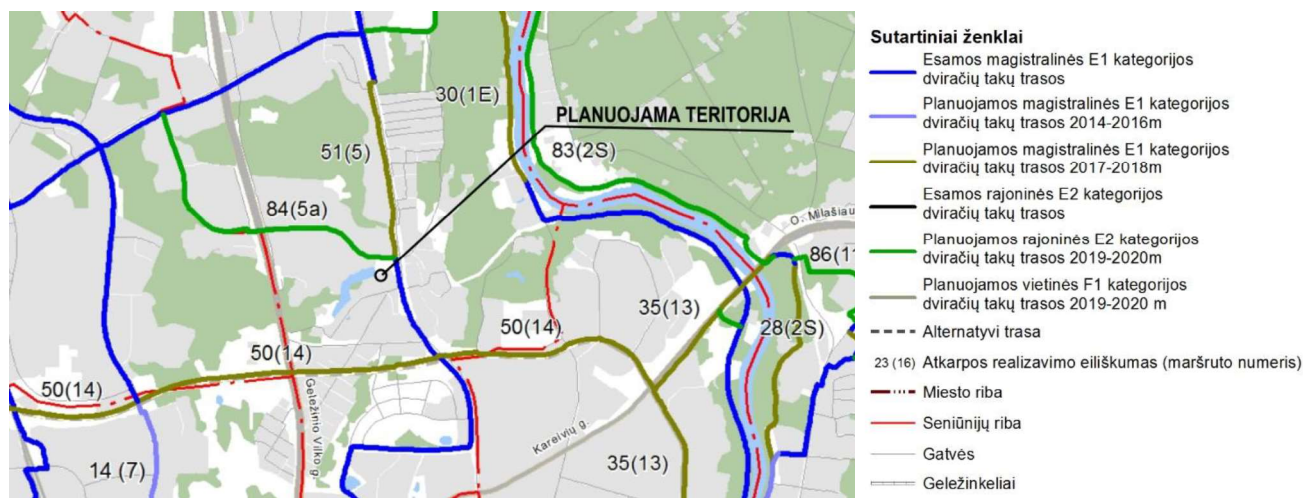 30(1E)
PLANUOJAMA TERITORIJA
51(5)
83(2S)
84(5a)
O. Milašiau
86(11
35(13)
28(2S)
50(14)
50(14)
50(14)
Geležinio Vilko g.
Kareivių g.
14 (7)
35(13)
Sutartiniai ženklai
Esamos magistralinės E1 kategorijos
dviračių takų trasos
Planuojamos magistralinės E1 kategorijos
dviračių takų trasos 2014-2016m
Planuojamos magistralinės E1 kategorijos
dviračių takų trasos 2017-2018m
Esamos rajoninės E2 kategorijos
dviračių takų trasos
Planuojamos rajoninės E2 kategorijos
dviračių takų trasos 2019-2020m
Planuojamos vietinės F1 kategorijos
dviračių takų trasos 2019-2020 m
Alternatyvi trasa
23 (16) Atkarpos realizavimo eiliškumas (maršruto numeris)
Miesto riba
Seniūnijų riba
Gatvės
Geležinkeliai